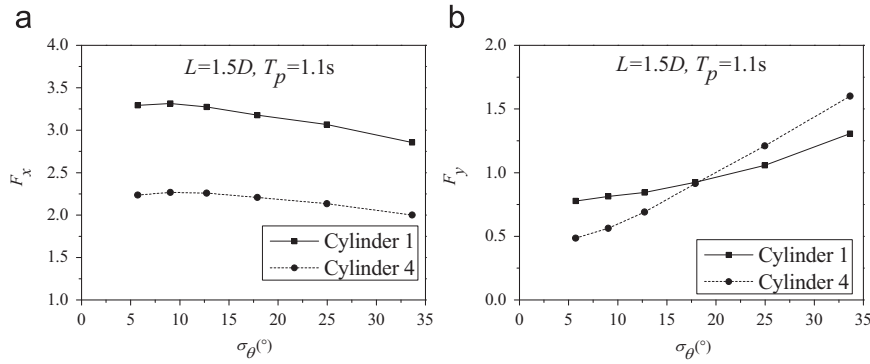 a
L=1.5D, T_p=1.1s
4.0
3.5
3.0
2.5
2.0
1.5
1.0
F_x
0 5 10 15 20 25 30 35
σ_θ(°)
Cylinder 1
Cylinder 4
b
L=1.5D, T_p=1.1s
2.0
1.5
1.0
0.5
0.0
F_y
0 5 10 15 20 25 30 35
σ_θ(°)
Cylinder 1
Cylinder 4